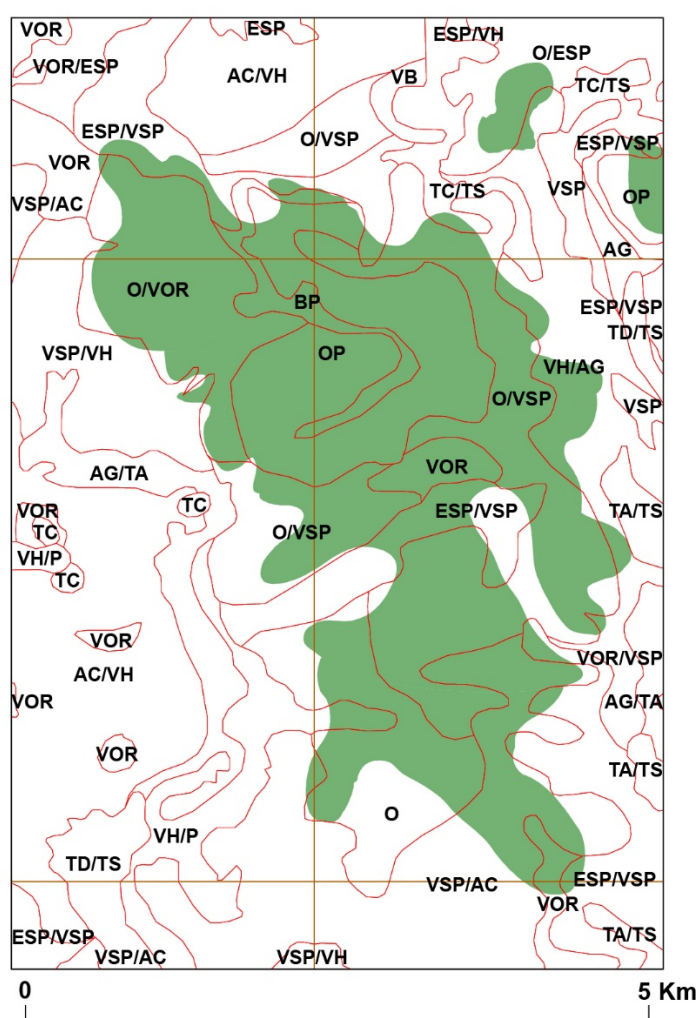 VOR
ESP
ESP/VH
O/ESP
VOR/ESP
AC/VH
VB
TC/TS
ESP/VSP
O/VSP
ESP/VSP
VOR
TC/TS
VSP
OP
VSP/AC
AG
O/VOR
BP
ESP/VSP
TD/TS
VSP/VH
OP
VH/AG
O/VSP
VSP
AG/TA
VOR
TC
VOR
TC
O/VSP
ESP/VSP
TA/TS
VH/P
TC
VOR
AC/VH
VOR/VSP
VOR
AG/TA
VOR
TA/TS
O
VH/P
TD/TS
VSP/AC
ESP/VSP
VOR
ESP/VSP
TA/TS
VSP/AC
VSP/VH
0
5 Km